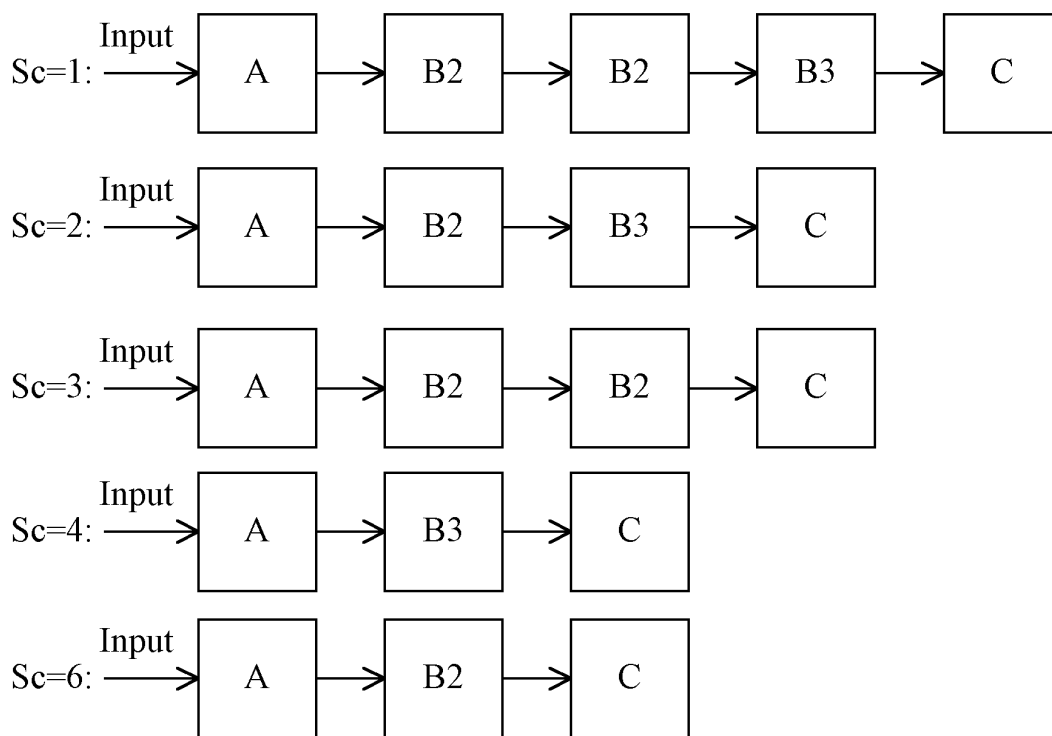 Input
Sc=1: A B2 B2 B3 C
Input
Sc=2: A B2 B3 C
Input
Sc=3: A B2 B2 C
Input
Sc=4: A B3 C
Input
Sc=6: A B2 C